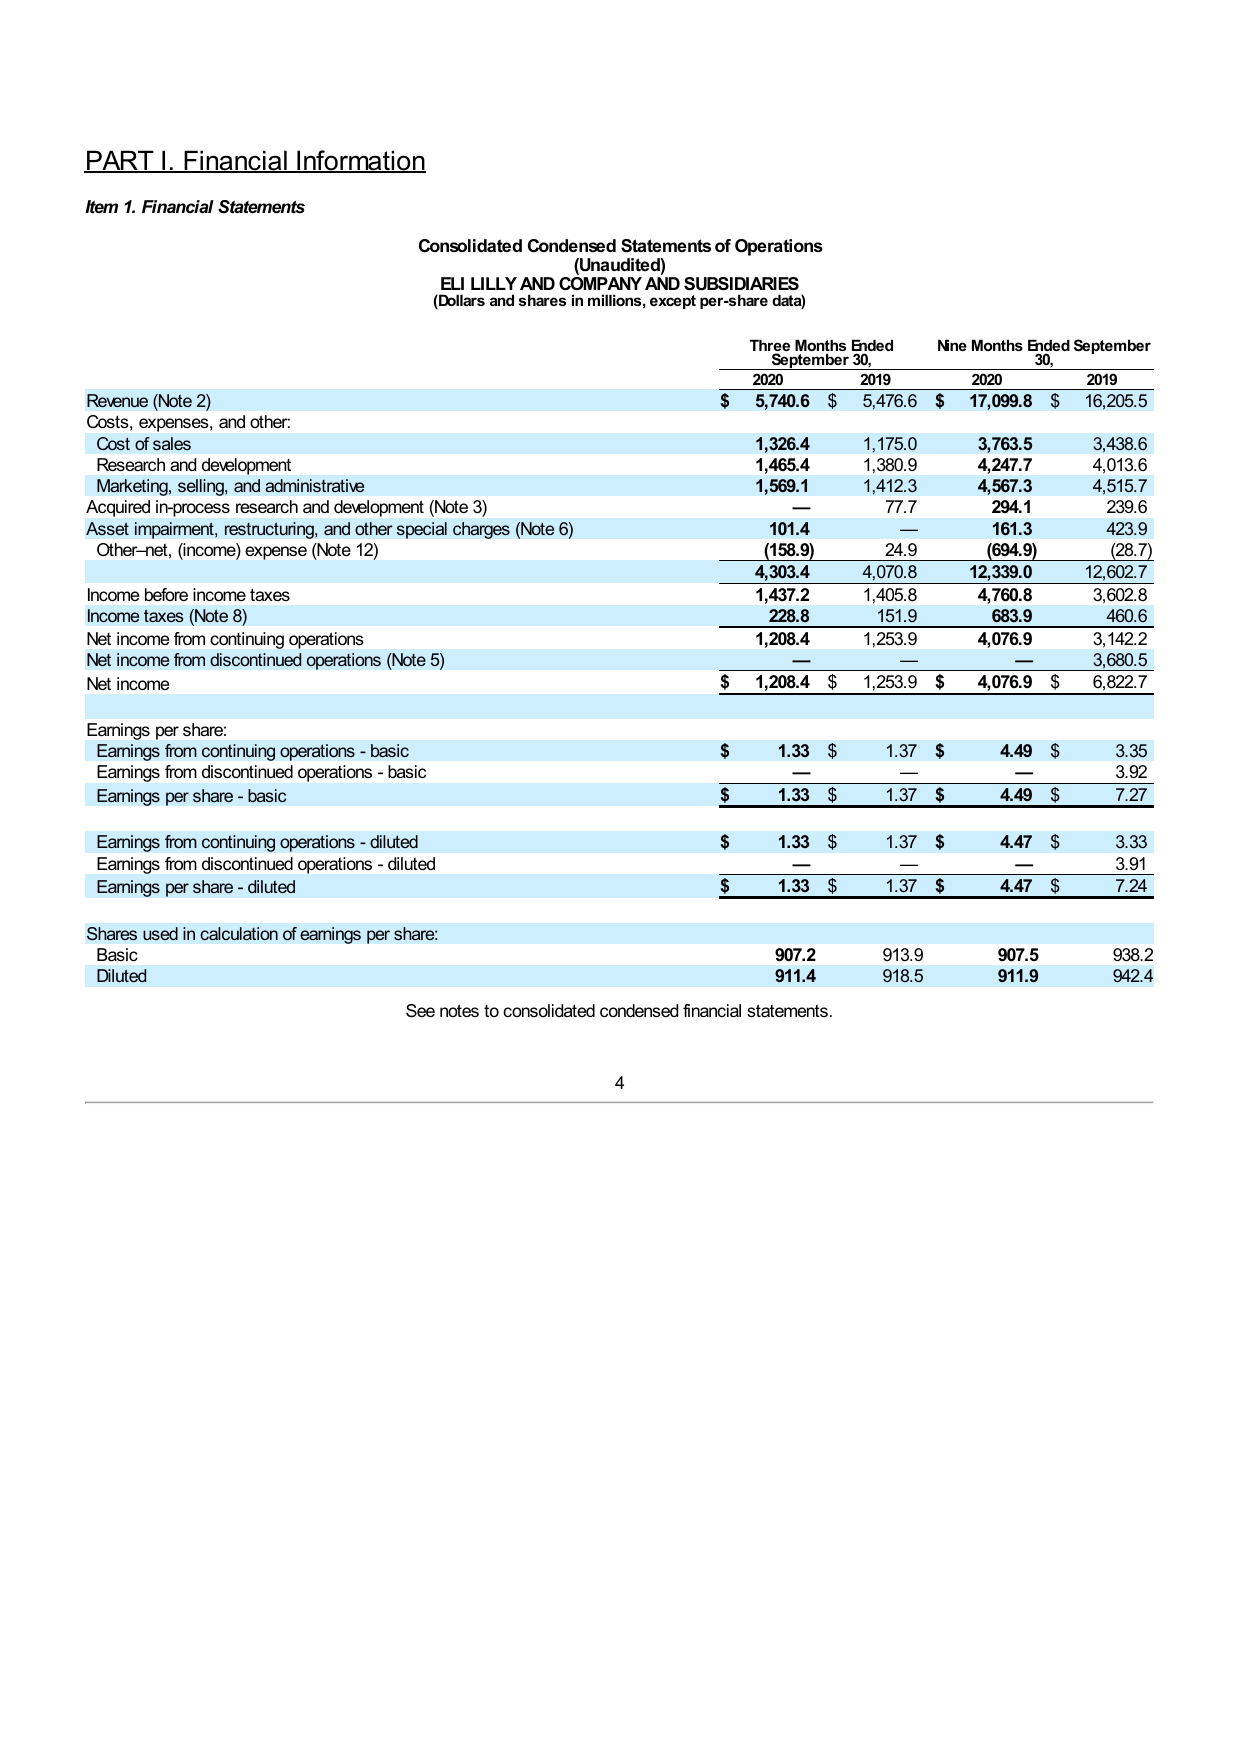 PART I. Financial Information
Item 1. Financial Statements
Consolidated Condensed Statements of Operations
(Unaudited)
ELI LILLY AND COMPANY AND SUBSIDIARIES
(Dollars and shares in millions, except per-share data)
Three Months Ended September 30, Nine Months Ended September 30,
2020 2019 2020 2019
Revenue (Note 2) $ 5,740.6 $ 5,476.6 $ 17,099.8 $ 16,205.5
Costs, expenses, and other:
Cost of sales 1,326.4 1,175.0 3,763.5 3,438.6
Research and development 1,465.4 1,380.9 4,247.7 4,013.6
Marketing, selling, and administrative 1,569.1 1,412.3 4,567.3 4,515.7
Acquired in-process research and development (Note 3) — 77.7 294.1 239.6
Asset impairment, restructuring, and other special charges (Note 6) 101.4 — 161.3 423.9
Other–net, (income) expense (Note 12) (158.9) 24.9 (694.9) (28.7)
4,303.4 4,070.8 12,339.0 12,602.7
Income before income taxes 1,437.2 1,405.8 4,760.8 3,602.8
Income taxes (Note 8) 228.8 151.9 683.9 460.6
Net income from continuing operations 1,208.4 1,253.9 4,076.9 3,142.2
Net income from discontinued operations (Note 5) — — — 3,680.5
Net income $ 1,208.4 $ 1,253.9 $ 4,076.9 $ 6,822.7
Earnings per share:
Earnings from continuing operations - basic $ 1.33 $ 1.37 $ 4.49 $ 3.35
Earnings from discontinued operations - basic — — — 3.92
Earnings per share - basic $ 1.33 $ 1.37 $ 4.49 $ 7.27
Earnings from continuing operations - diluted $ 1.33 $ 1.37 $ 4.47 $ 3.33
Earnings from discontinued operations - diluted — — — 3.91
Earnings per share - diluted $ 1.33 $ 1.37 $ 4.47 $ 7.24
Shares used in calculation of earnings per share:
Basic 907.2 913.9 907.5 938.2
Diluted 911.4 918.5 911.9 942.4
See notes to consolidated condensed financial statements.
4